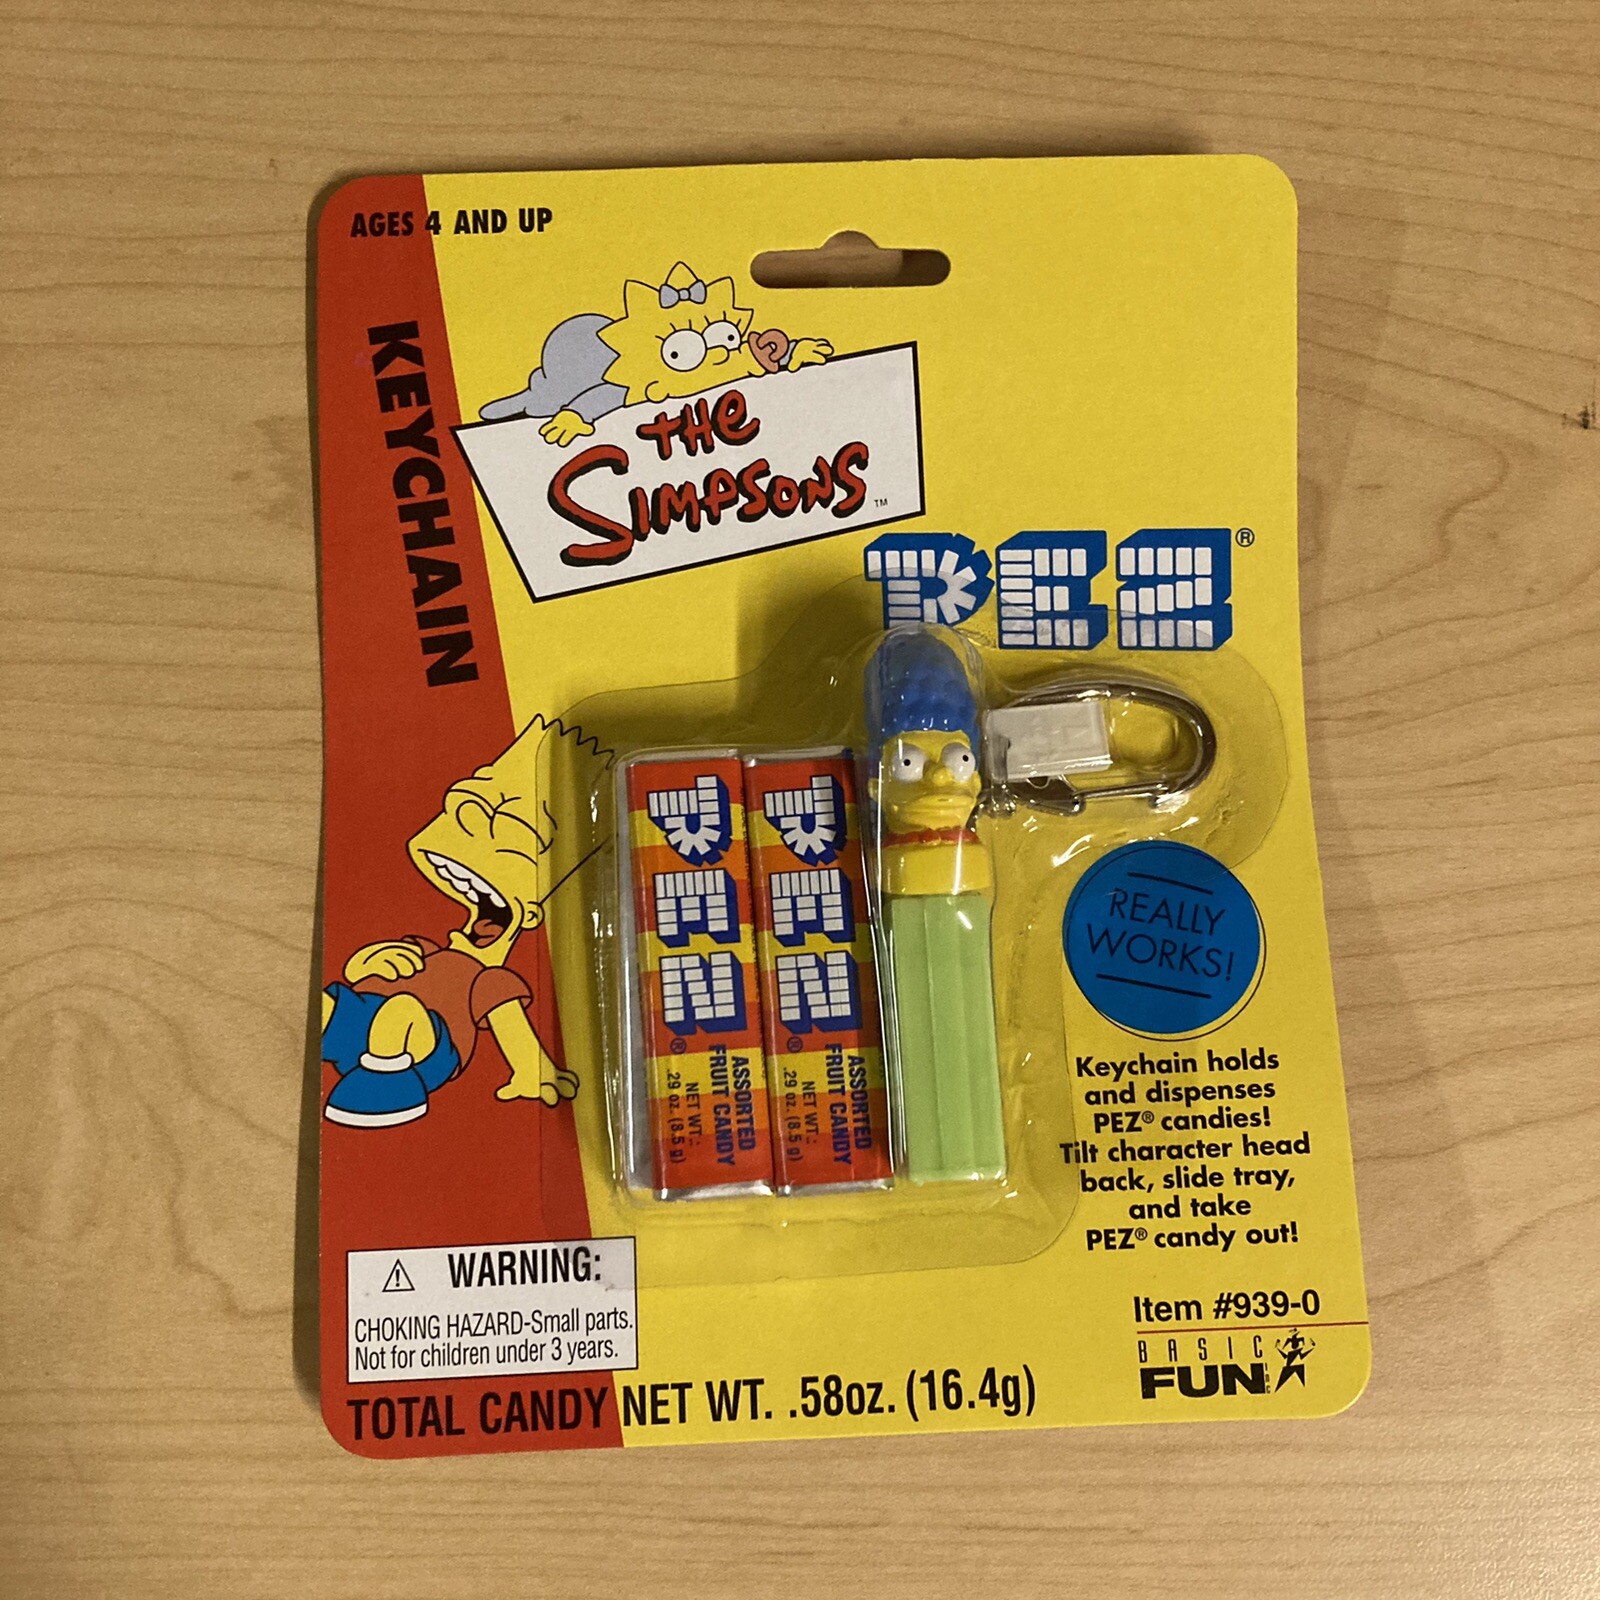 AGES 4 AND UP
KEYCHAIN
THE
SIMPSONS™
PEZ®
PEZ®
ASSORTED
FRUIT CANDY
NET WT.:
.29 oz. (8.5 g)
PEZ®
ASSORTED
FRUIT CANDY
NET WT.:
.29 oz. (8.5 g)
REALLY
WORKS!
Keychain holds
and dispenses
PEZ® candies!
Tilt character head
back, slide tray,
and take
PEZ® candy out!
⚠ WARNING:
CHOKING HAZARD-Small parts.
Not for children under 3 years.
Item #939-0
BASIC
FUN INC
TOTAL CANDY NET WT. .58oz. (16.4g)